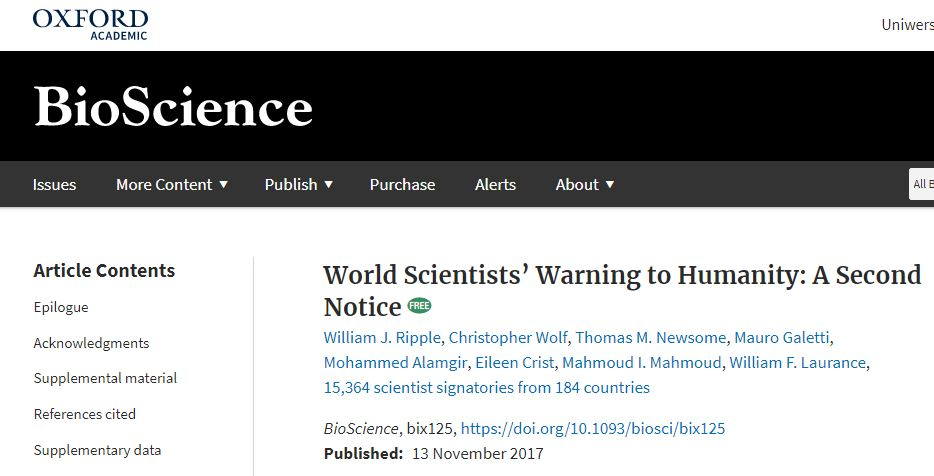 OXFORD
ACADEMIC
Univers
BioScience
Issues More Content ▼ Publish ▼ Purchase Alerts About ▼ All B
Article Contents
Epilogue
Acknowledgments
Supplemental material
References cited
Supplementary data
World Scientists’ Warning to Humanity: A Second
Notice FREE
William J. Ripple, Christopher Wolf, Thomas M. Newsome, Mauro Galetti,
Mohammed Alamgir, Eileen Crist, Mahmoud I. Mahmoud, William F. Laurance,
15,364 scientist signatories from 184 countries
BioScience, bix125, https://doi.org/10.1093/biosci/bix125
Published: 13 November 2017